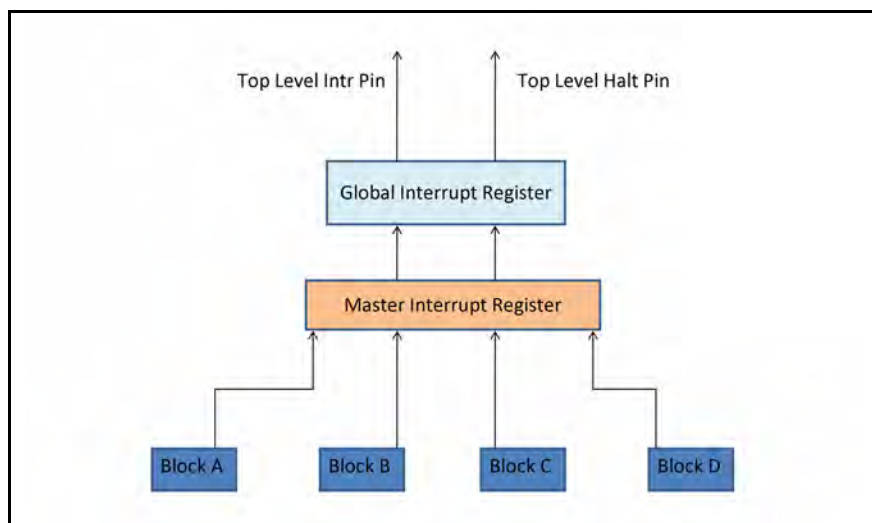 Top Level Intr Pin
Top Level Halt Pin
Global Interrupt Register
Master Interrupt Register
Block A
Block B
Block C
Block D